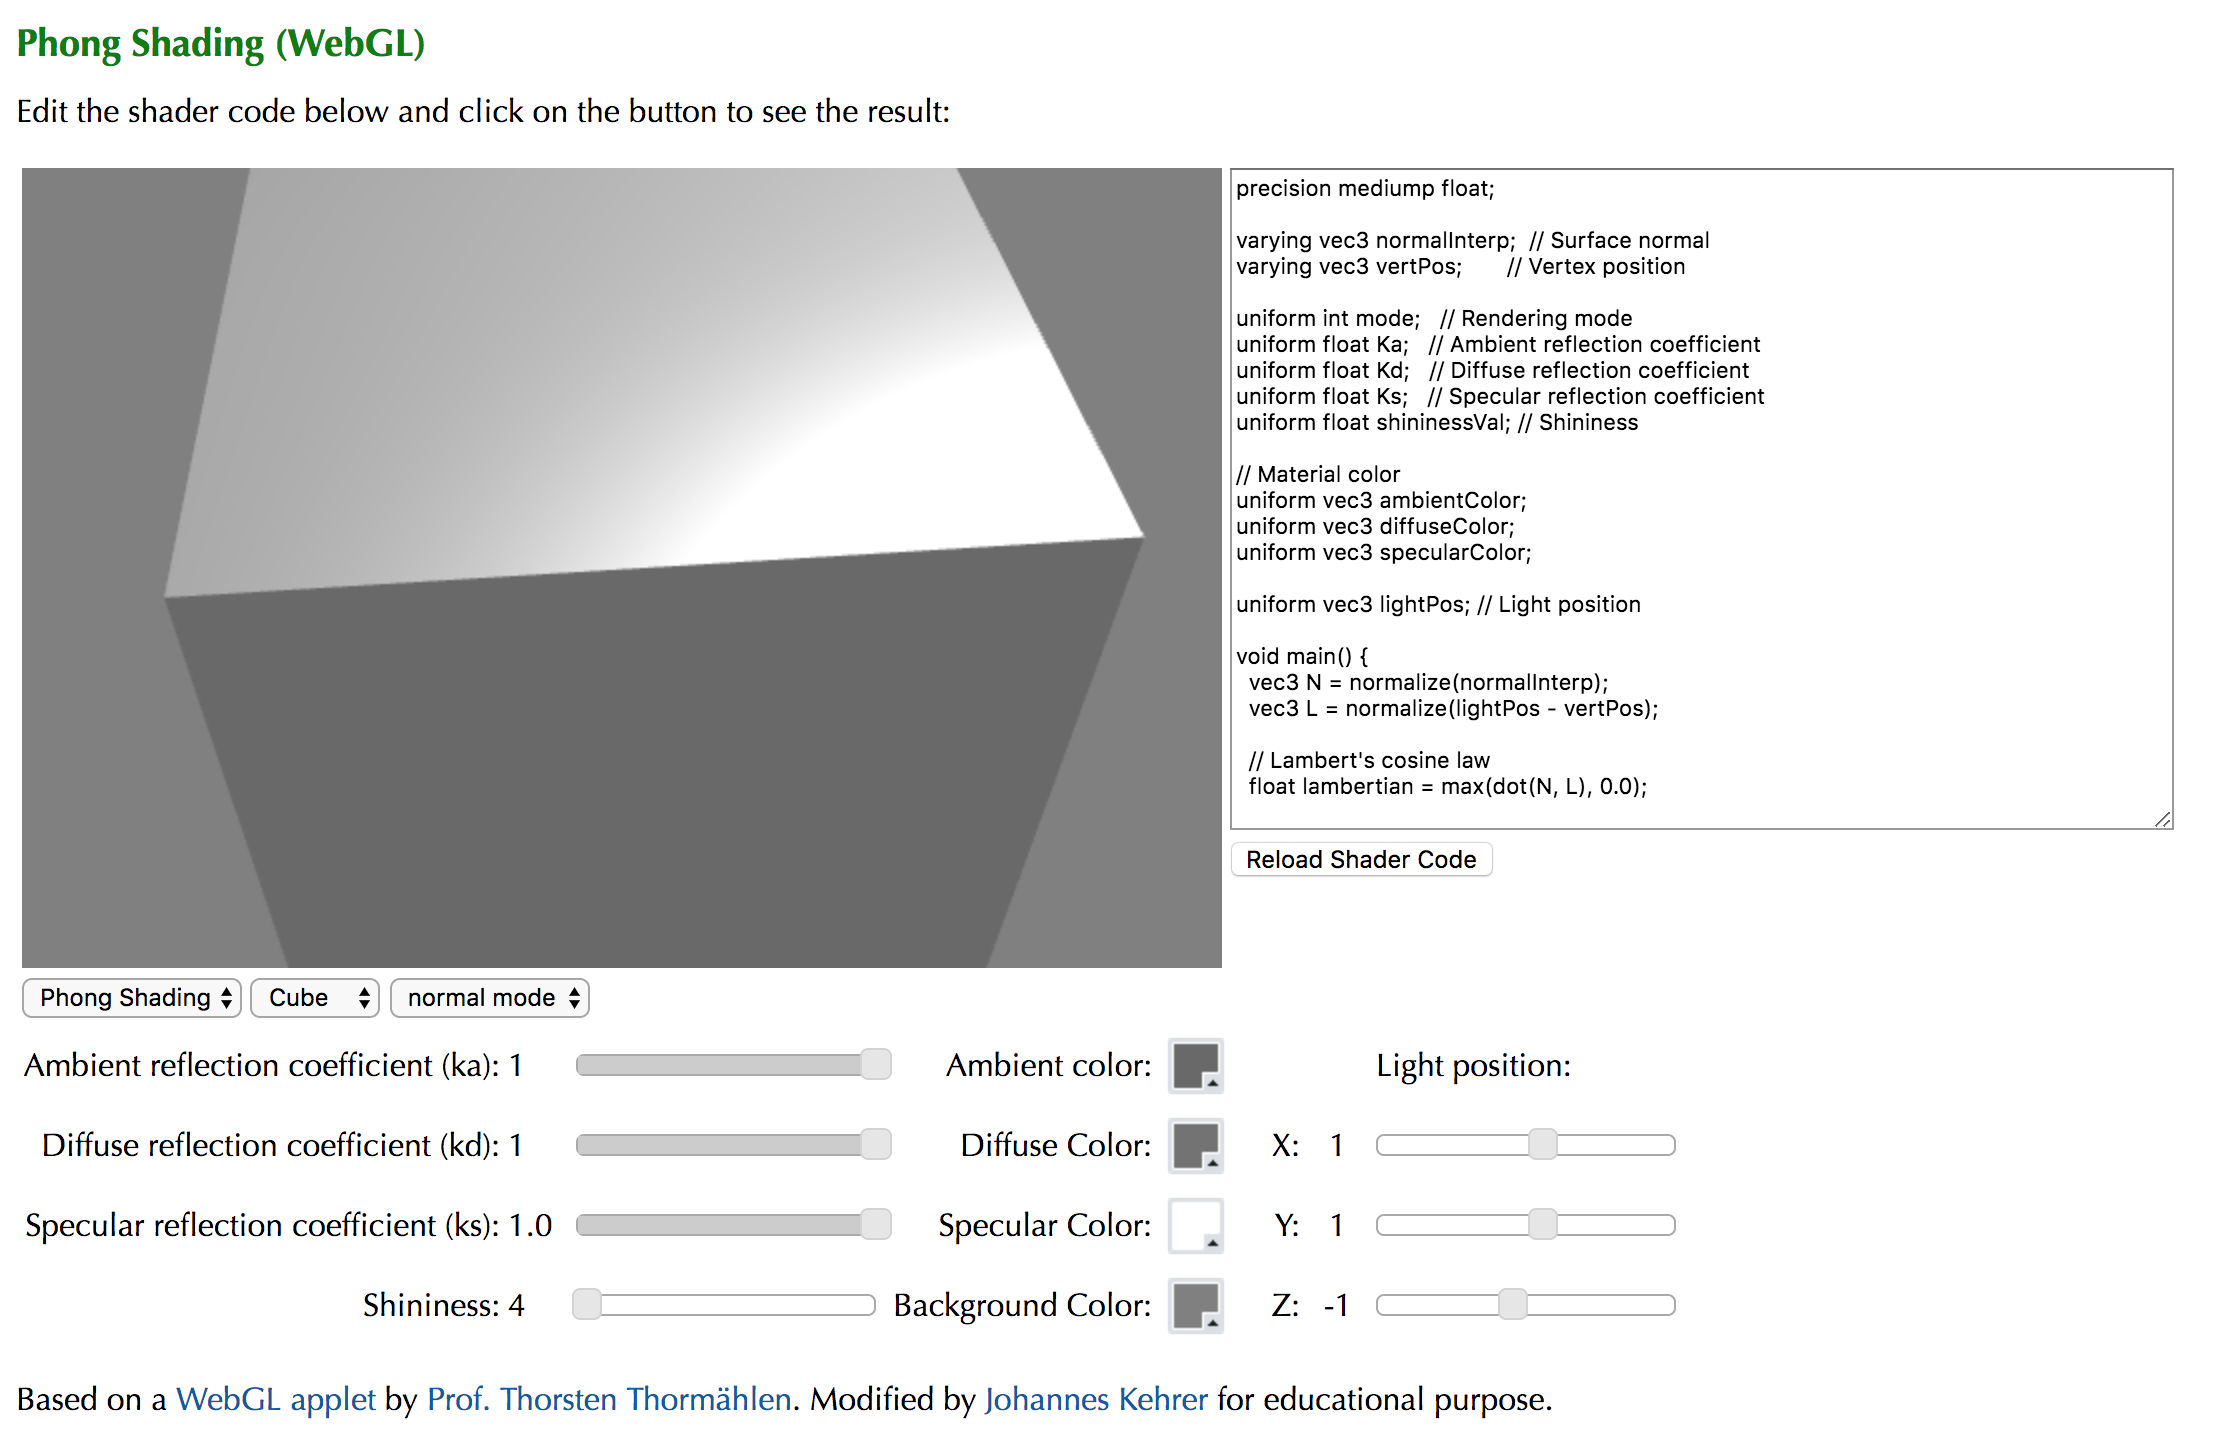 Phong Shading (WebGL)
Edit the shader code below and click on the button to see the result:
precision mediump float;
varying vec3 normalInterp;  // Surface normal
varying vec3 vertPos;       // Vertex position
uniform int mode;   // Rendering mode
uniform float Ka;   // Ambient reflection coefficient
uniform float Kd;   // Diffuse reflection coefficient
uniform float Ks;   // Specular reflection coefficient
uniform float shininessVal; // Shininess
// Material color
uniform vec3 ambientColor;
uniform vec3 diffuseColor;
uniform vec3 specularColor;
uniform vec3 lightPos; // Light position
void main() {
  vec3 N = normalize(normalInterp);
  vec3 L = normalize(lightPos - vertPos);
  // Lambert's cosine law
  float lambertian = max(dot(N, L), 0.0);
Reload Shader Code
Phong Shading Cube normal mode
Ambient reflection coefficient (ka): 1 Ambient color: Light position:
Diffuse reflection coefficient (kd): 1 Diffuse Color: X: 1
Specular reflection coefficient (ks): 1.0 Specular Color: Y: 1
Shininess: 4 Background Color: Z: -1
Based on a WebGL applet by Prof. Thorsten Thormählen. Modified by Johannes Kehrer for educational purpose.